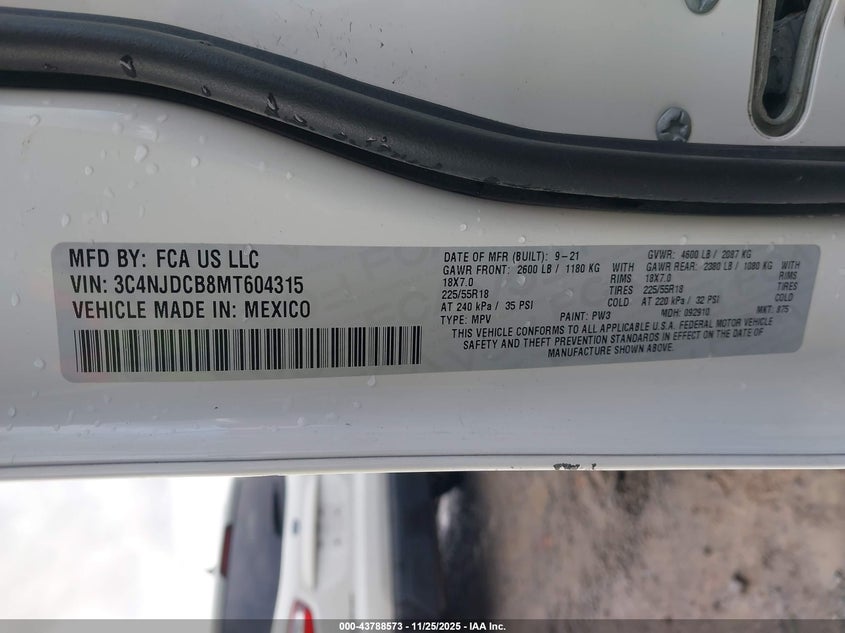 MFD BY: FCA US LLC
VIN: 3C4NJDCB8MT604315
VEHICLE MADE IN: MEXICO
DATE OF MFR (BUILT): 9-21
GVWR: 4600 LB / 2087 KG
GAWR FRONT: 2600 LB / 1180 KG WITH
GAWR REAR: 2380 LB / 1080 KG WITH
18X7.0 RIMS
18X7.0 RIMS
225/55R18 TIRES
225/55R18 TIRES
AT 240 kPa / 35 PSI
AT 220 kPa / 32 PSI
TYPE: MPV PAINT: PW3 MDH: 092910 MKT: 875
THIS VEHICLE CONFORMS TO ALL APPLICABLE U.S.A. FEDERAL MOTOR VEHICLE
SAFETY AND THEFT PREVENTION STANDARDS IN EFFECT ON THE DATE OF
MANUFACTURE SHOWN ABOVE.
000-43788573 - 11/25/2025 - IAA Inc.